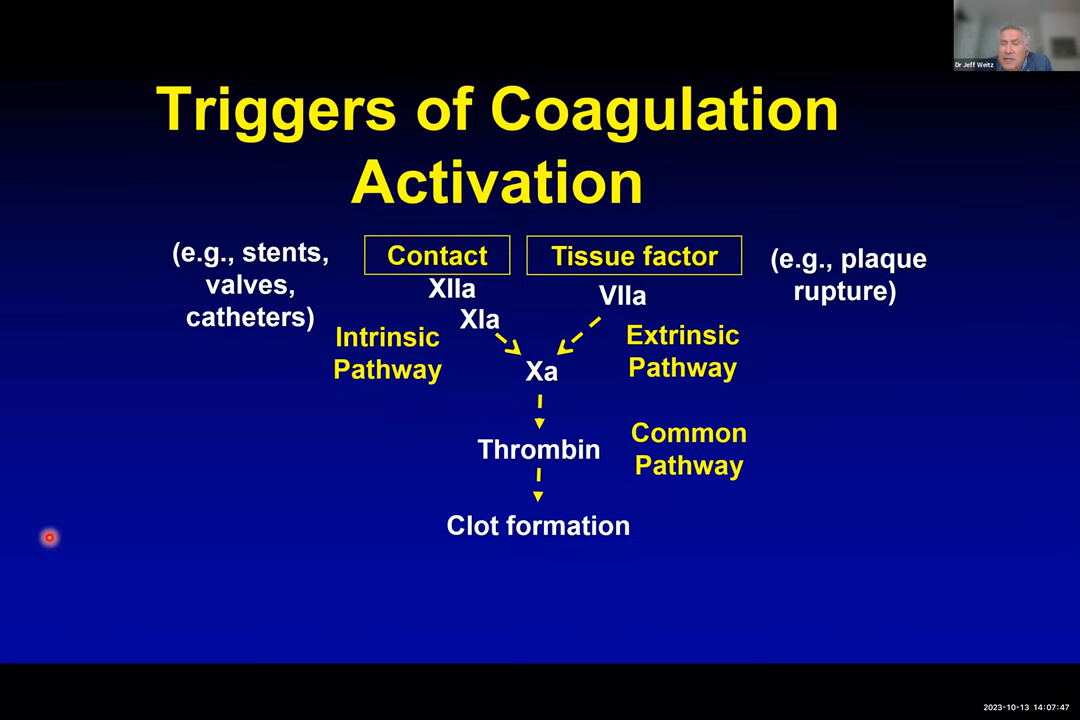 Dr Jeff Weitz
Triggers of Coagulation
Activation
(e.g., stents,
valves,
catheters)
Contact
XIIa
XIa
Intrinsic
Pathway
Tissue factor
VIIa
(e.g., plaque
rupture)
Extrinsic
Pathway
Xa
Thrombin
Common
Pathway
Clot formation
2023-10-13 14:07:47